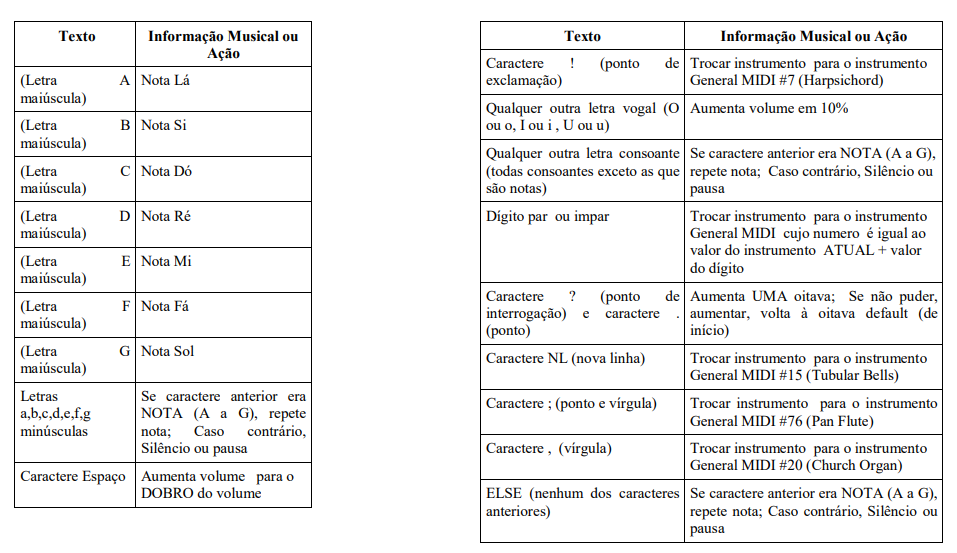 Texto
Informação Musical ou
Ação
(Letra A
maiúscula)
Nota Lá
(Letra B
maiúscula)
Nota Si
(Letra C
maiúscula)
Nota Dó
(Letra D
maiúscula)
Nota Ré
(Letra E
maiúscula)
Nota Mi
(Letra F
maiúscula)
Nota Fá
(Letra G
maiúscula)
Nota Sol
Letras
a,b,c,d,e,f,g
minúsculas
Se caractere anterior era
NOTA (A a G), repete
nota; Caso contrário,
Silêncio ou pausa
Caractere Espaço
Aumenta volume para o
DOBRO do volume
Texto
Informação Musical ou Ação
Caractere ! (ponto de
exclamação)
Trocar instrumento para o instrumento
General MIDI #7 (Harpsichord)
Qualquer outra letra vogal (O
ou o, I ou i , U ou u)
Aumenta volume em 10%
Qualquer outra letra consoante
(todas consoantes exceto as que
são notas)
Se caractere anterior era NOTA (A a G),
repete nota; Caso contrário, Silêncio ou
pausa
Dígito par ou impar
Trocar instrumento para o instrumento
General MIDI cujo numero é igual ao
valor do instrumento ATUAL + valor
do dígito
Caractere ? (ponto de
interrogação) e caractere .
(ponto)
Aumenta UMA oitava; Se não puder,
aumentar, volta à oitava default (de
início)
Caractere NL (nova linha)
Trocar instrumento para o instrumento
General MIDI #15 (Tubular Bells)
Caractere ; (ponto e vírgula)
Trocar instrumento para o instrumento
General MIDI #76 (Pan Flute)
Caractere , (vírgula)
Trocar instrumento para o instrumento
General MIDI #20 (Church Organ)
ELSE (nenhum dos caracteres
anteriores)
Se caractere anterior era NOTA (A a G),
repete nota; Caso contrário, Silêncio ou
pausa